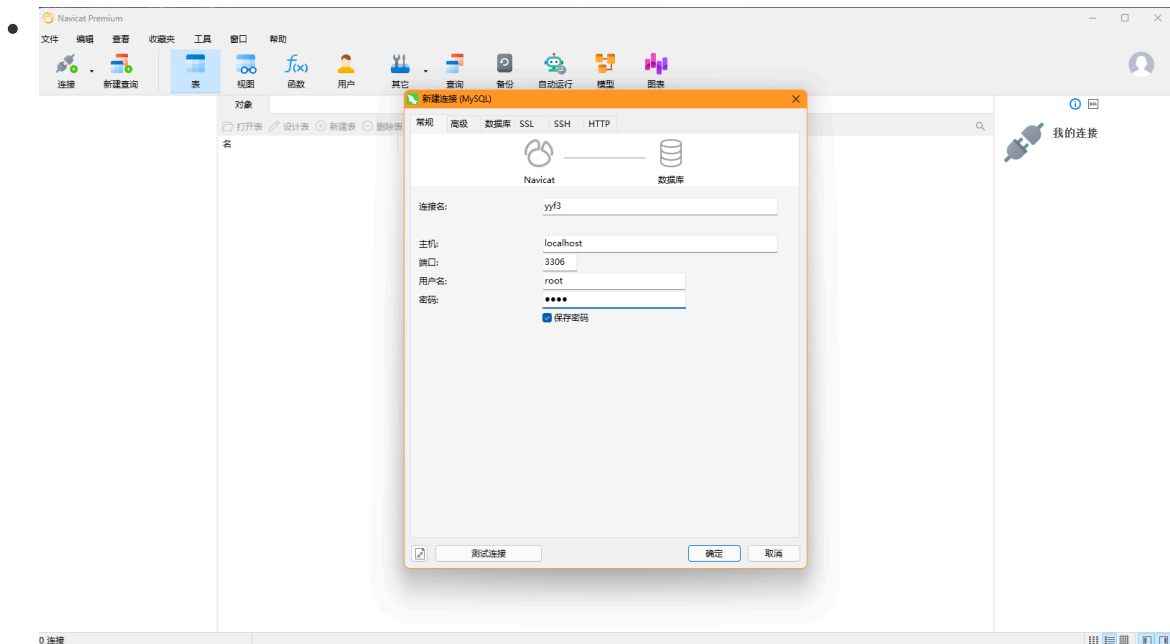 Navicat Premium
文件 编辑 查看 收藏夹 工具 窗口 帮助
连接 新建查询 表 视图 函数 用户 其它 查询 备份 自动运行 模型 图表
对象
打开表 设计表 新建表 删除表
名
新建连接 (MySQL)
常规 高级 数据库 SSL SSH HTTP
Navicat 数据库
连接名: yyf3
主机: localhost
端口: 3306
用户名: root
密码: ●●●●
保存密码
测试连接 确定 取消
我的连接
0 连接